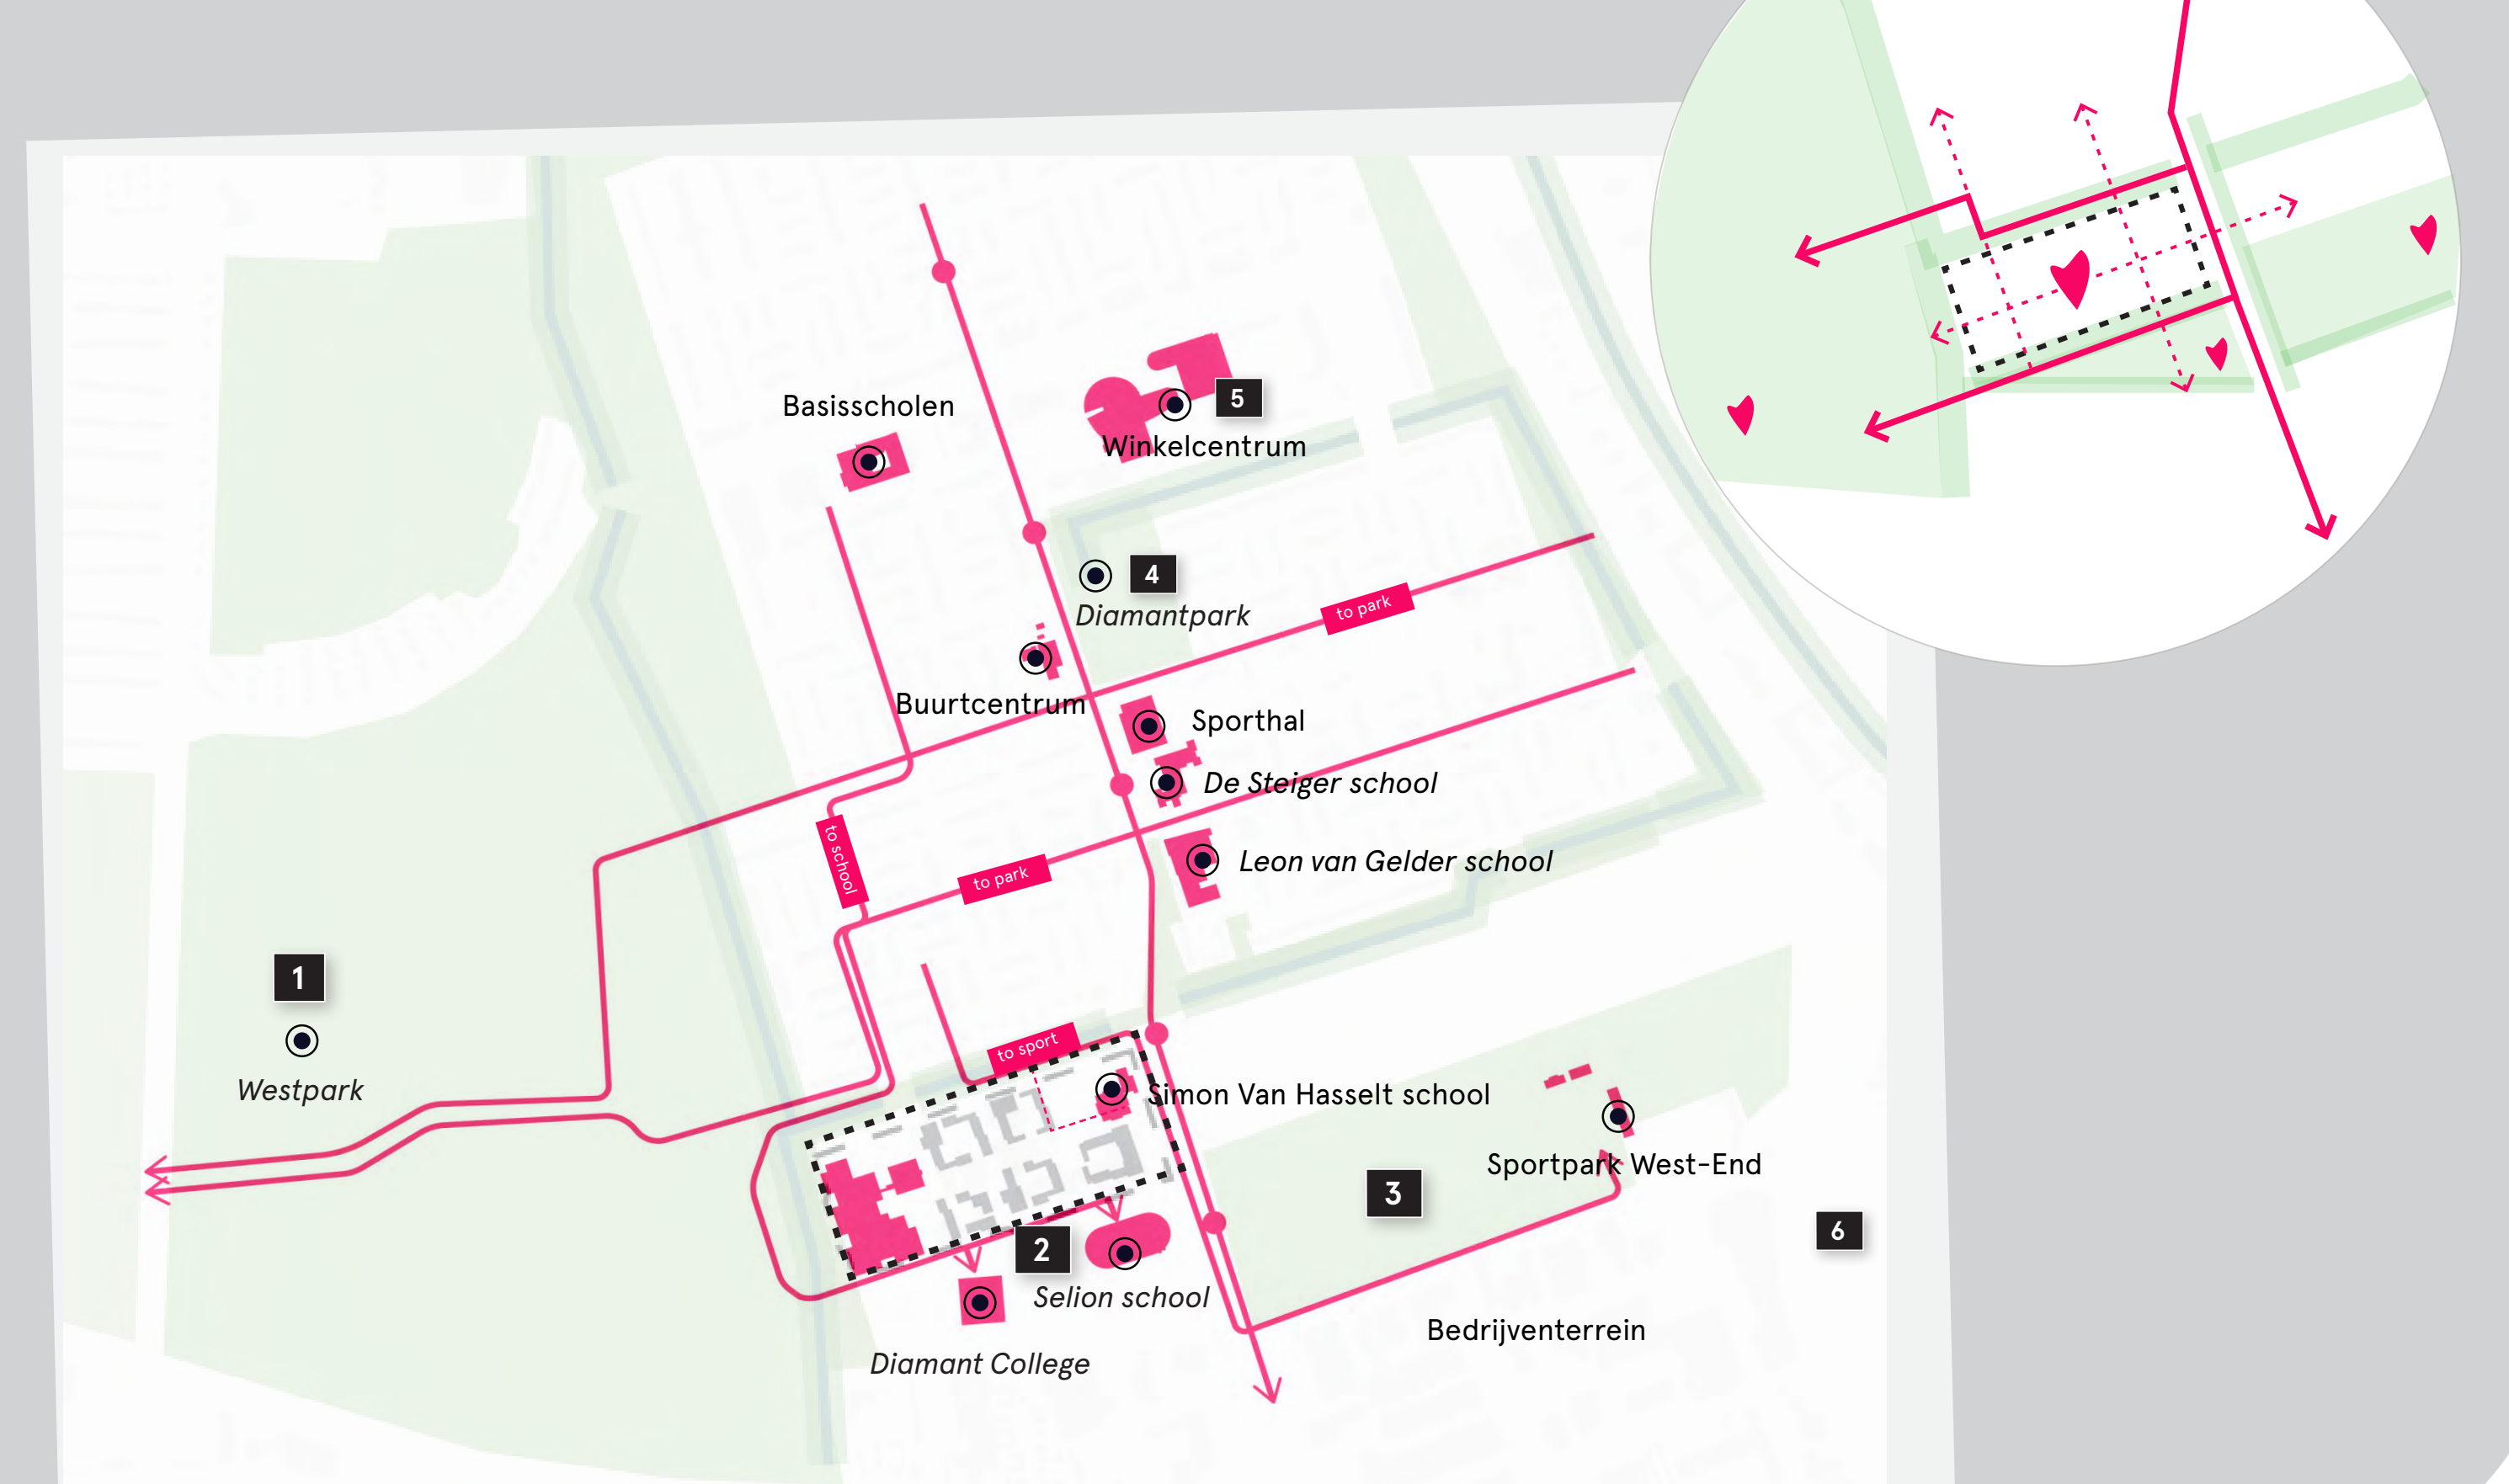 Basisscholen
5
Winkelcentrum
4
Diamantpark
to park
Buurtcentrum
Sporthal
De Steiger school
to school
to park
Leon van Gelder school
1
Westpark
to sport
Simon Van Hasselt school
Sportpark West-End
3
6
2
Selion school
Bedrijventerrein
Diamant College